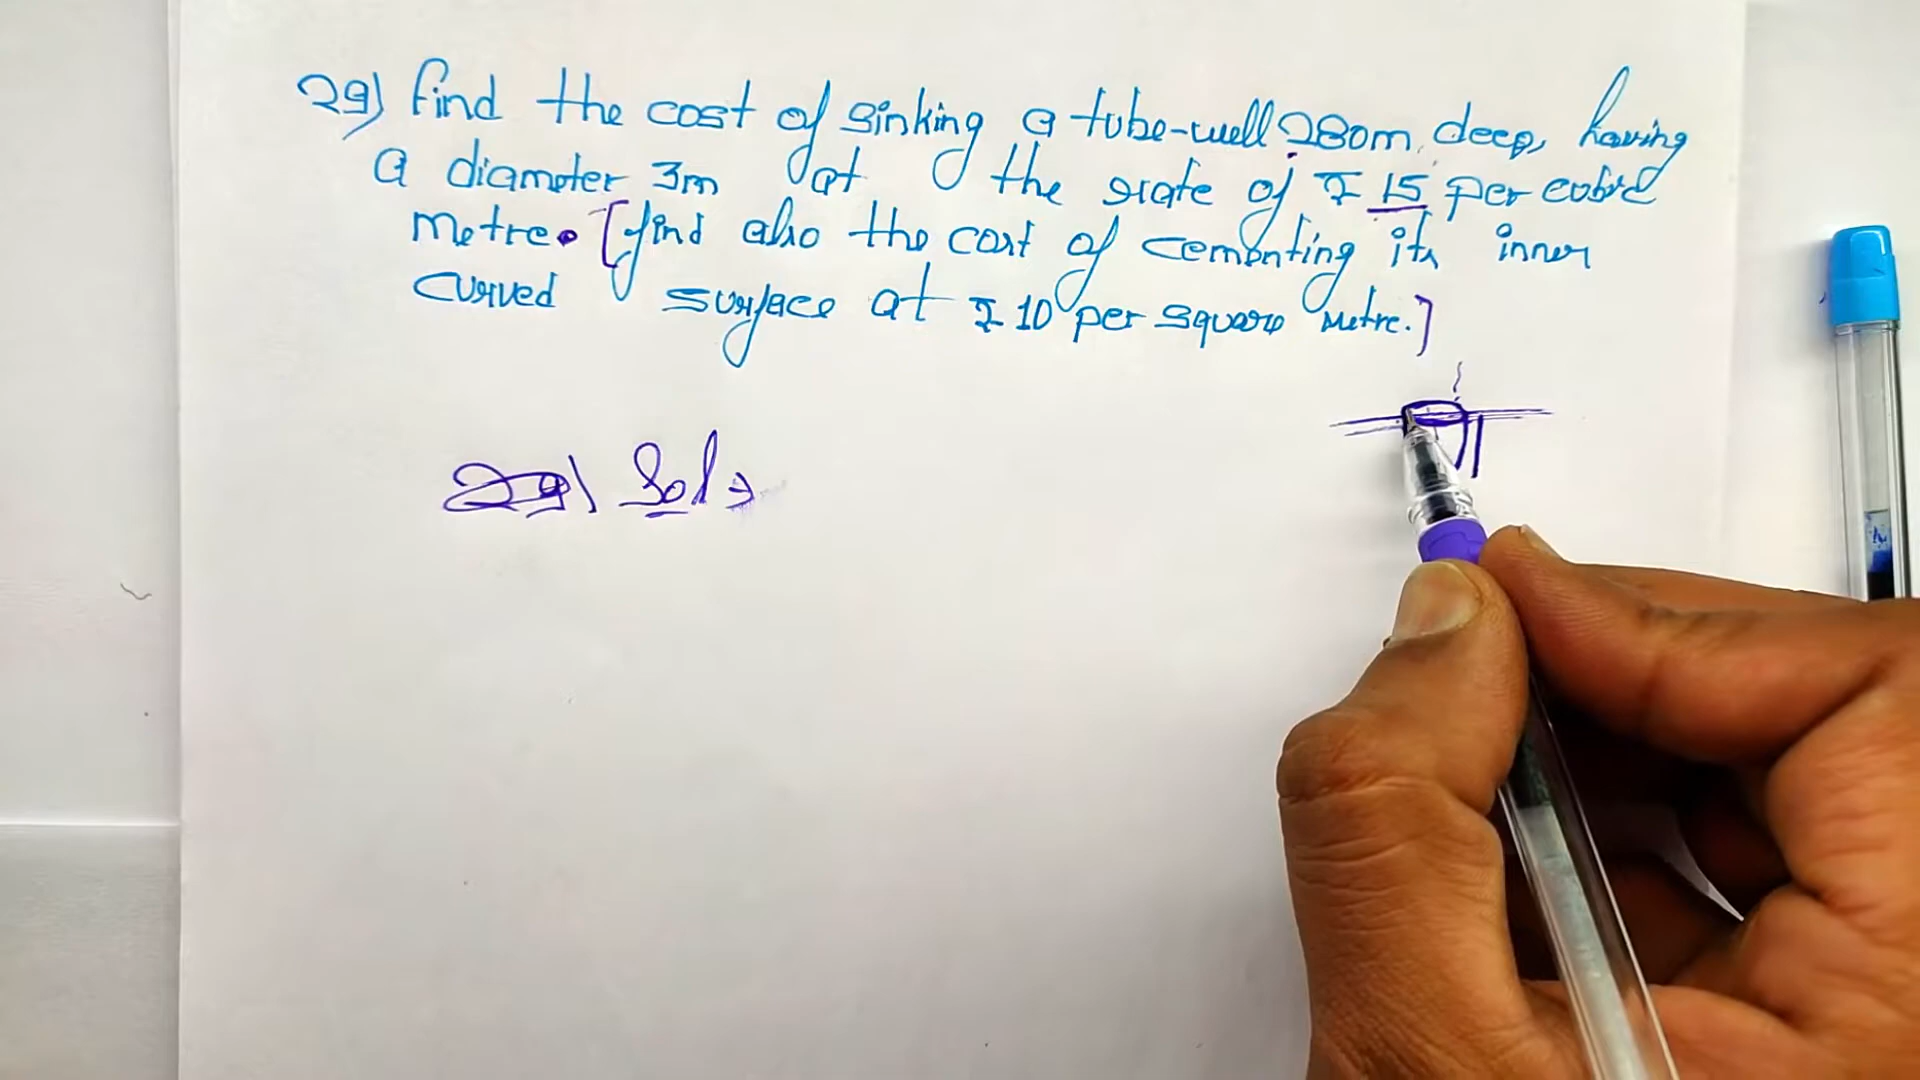 29) Find the cost of sinking a tube-well 280m deep, having
a diameter 3m at the rate of ₹ 15 per cubic
metre. [find also the cost of cementing its inner
curved surface at ₹ 10 per square metre.]
29) Sol →